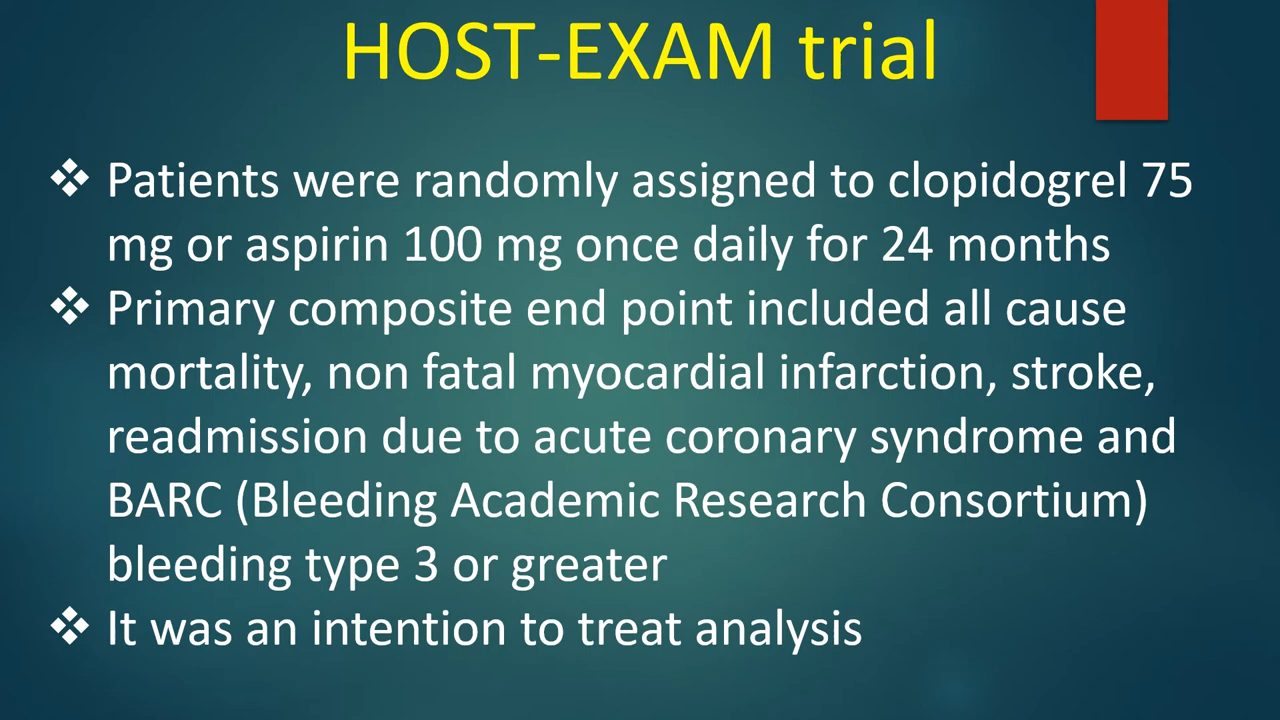 HOST-EXAM trial
❖ Patients were randomly assigned to clopidogrel 75
mg or aspirin 100 mg once daily for 24 months
❖ Primary composite end point included all cause
mortality, non fatal myocardial infarction, stroke,
readmission due to acute coronary syndrome and
BARC (Bleeding Academic Research Consortium)
bleeding type 3 or greater
❖ It was an intention to treat analysis